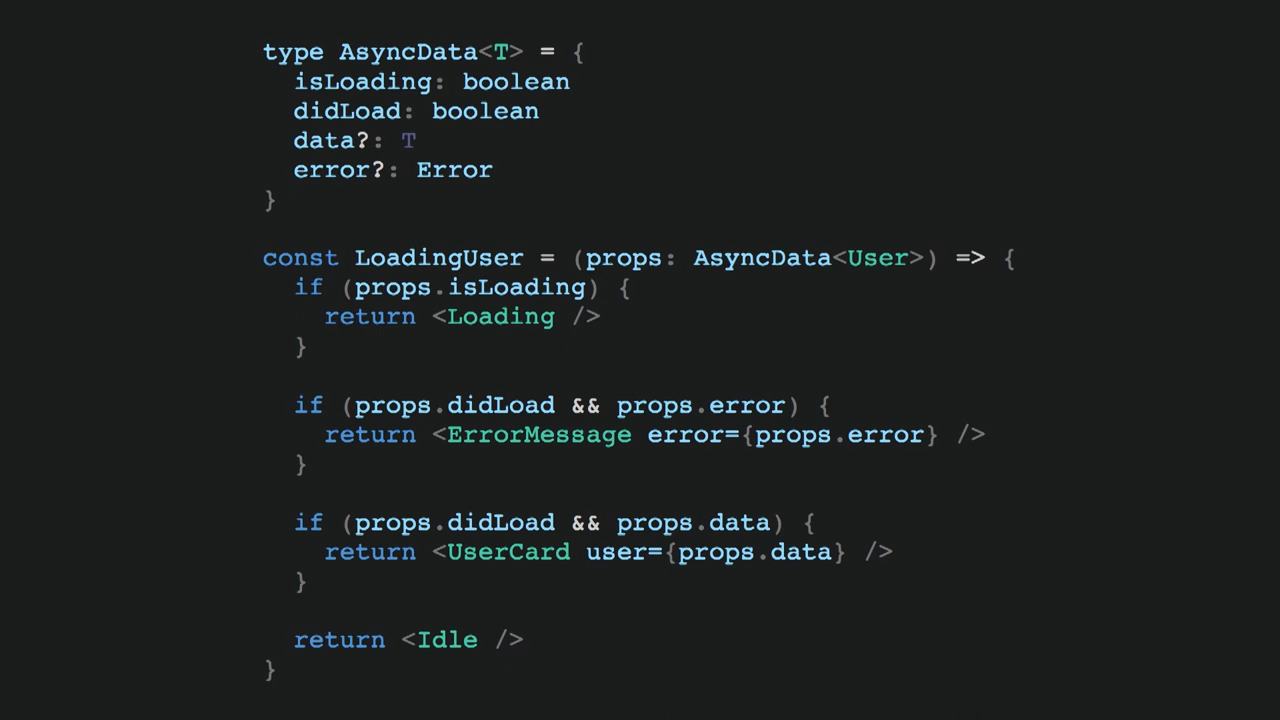 type AsyncData<T> = {
  isLoading: boolean
  didLoad: boolean
  data?: T
  error?: Error
}

const LoadingUser = (props: AsyncData<User>) => {
  if (props.isLoading) {
    return <Loading />
  }

  if (props.didLoad && props.error) {
    return <ErrorMessage error={props.error} />
  }

  if (props.didLoad && props.data) {
    return <UserCard user={props.data} />
  }

  return <Idle />
}